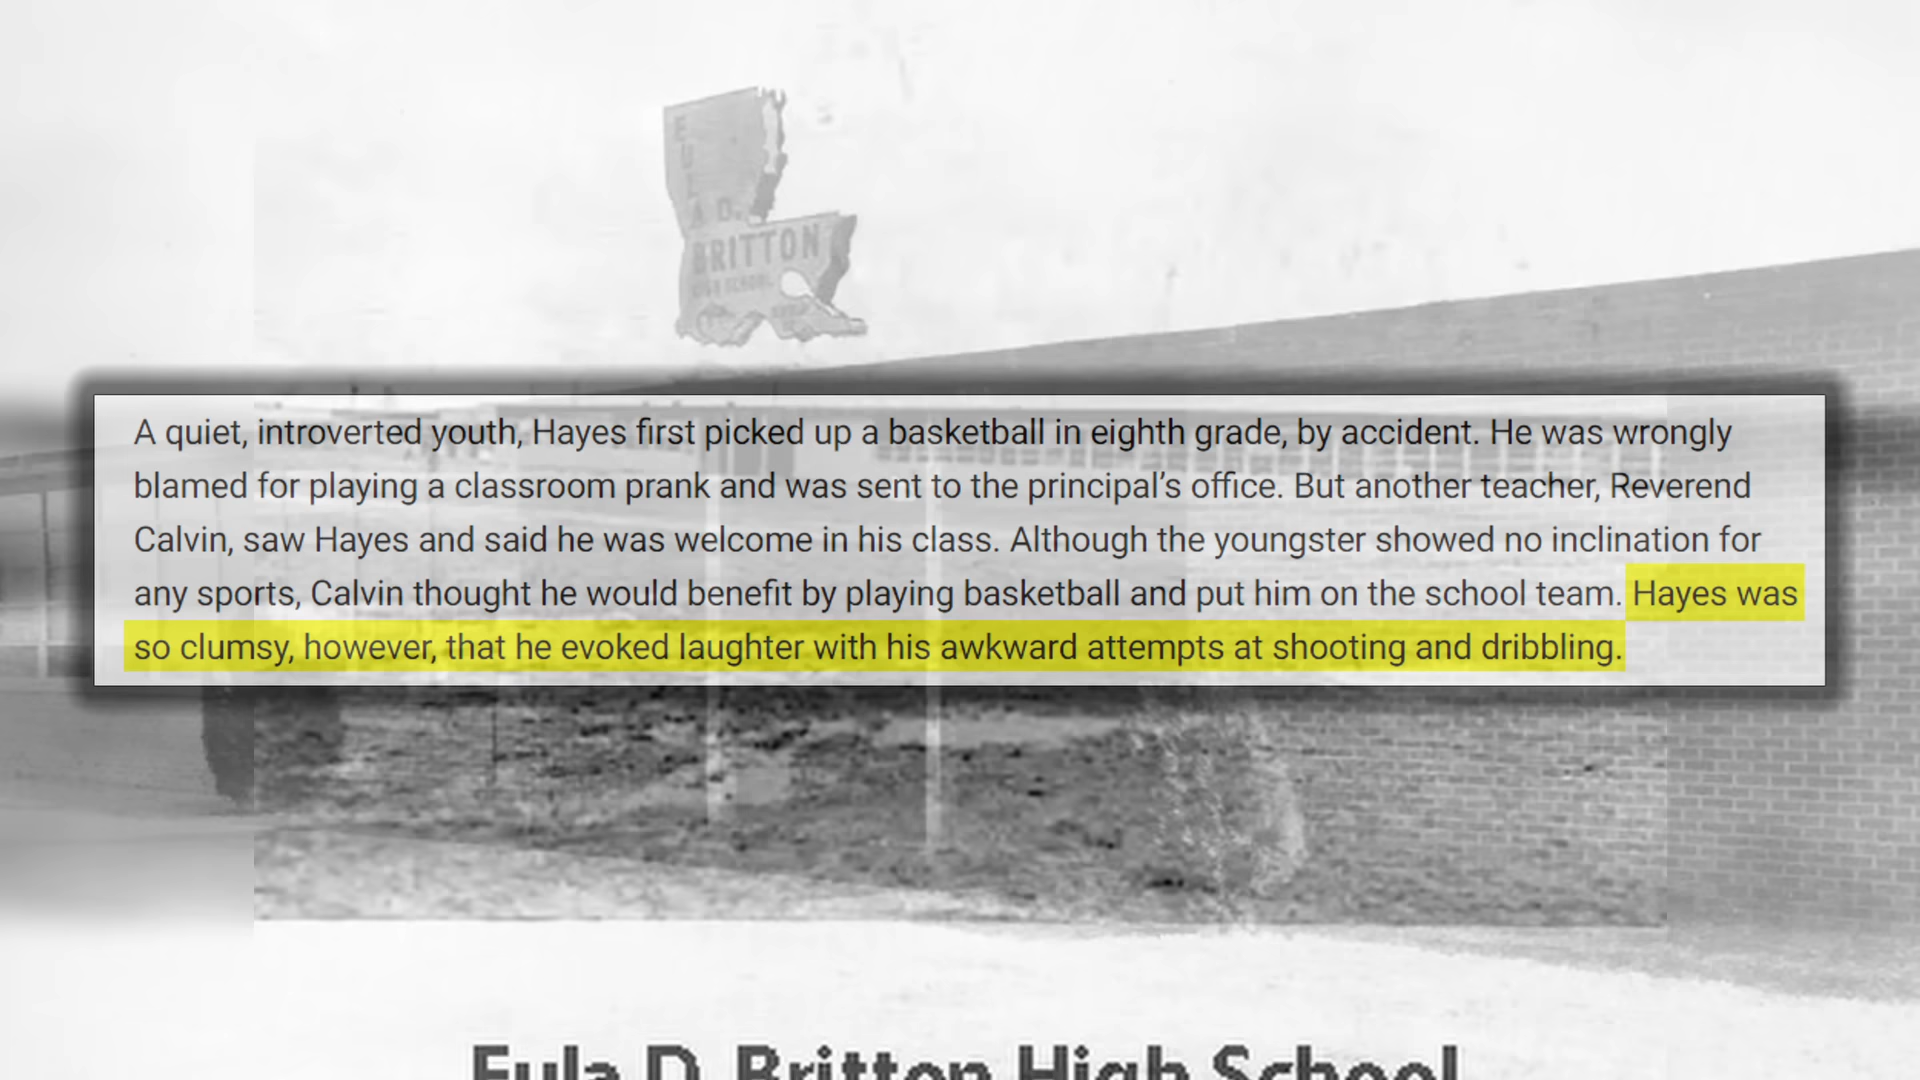 EULA D.
BRITTON
HIGH SCHOOL
A quiet, introverted youth, Hayes first picked up a basketball in eighth grade, by accident. He was wrongly
blamed for playing a classroom prank and was sent to the principal’s office. But another teacher, Reverend
Calvin, saw Hayes and said he was welcome in his class. Although the youngster showed no inclination for
any sports, Calvin thought he would benefit by playing basketball and put him on the school team. Hayes was
so clumsy, however, that he evoked laughter with his awkward attempts at shooting and dribbling.
Eula D. Britton High School